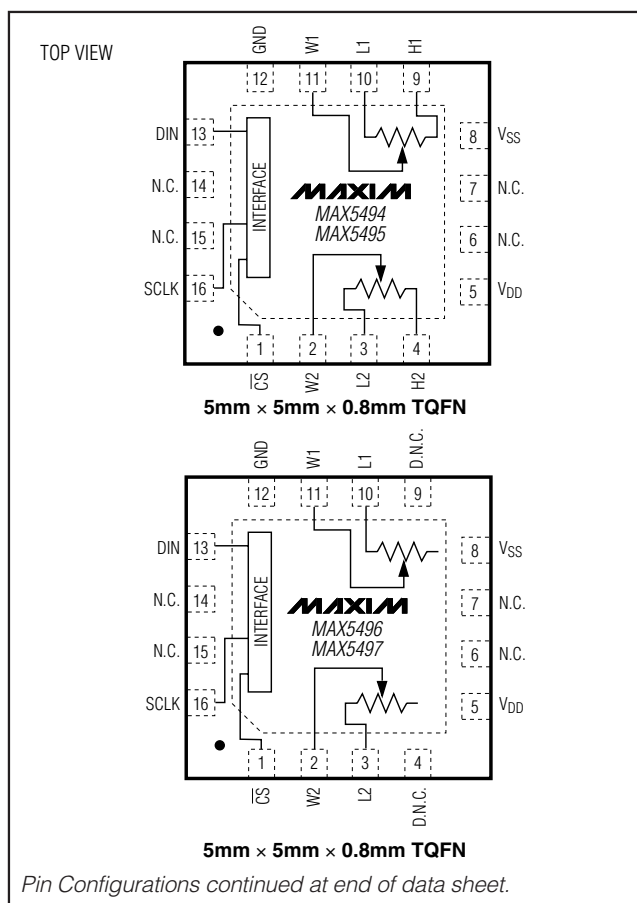 TOP VIEW
GND
W1
L1
H1
12
11
10
9
DIN
13
8
VSS
N.C.
14
7
N.C.
INTERFACE
MAXIM
MAX5494
MAX5495
N.C.
15
6
N.C.
SCLK
16
5
VDD
1
2
3
4
CS
W2
L2
H2
5mm × 5mm × 0.8mm TQFN
GND
W1
L1
D.N.C.
12
11
10
9
DIN
13
8
VSS
N.C.
14
7
N.C.
INTERFACE
MAXIM
MAX5496
MAX5497
N.C.
15
6
N.C.
SCLK
16
5
VDD
1
2
3
4
CS
W2
L2
D.N.C.
5mm × 5mm × 0.8mm TQFN
Pin Configurations continued at end of data sheet.